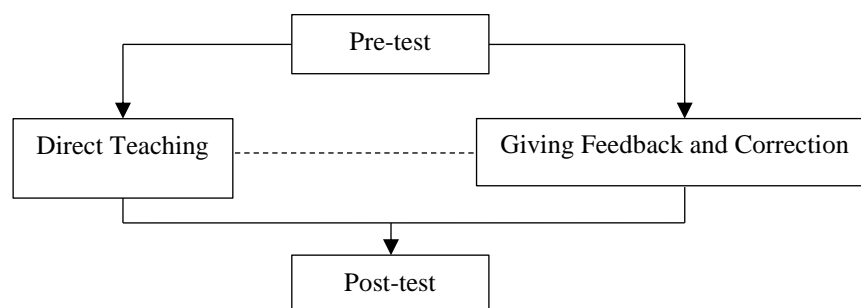 Pre-test
Direct Teaching
Giving Feedback and Correction
Post-test